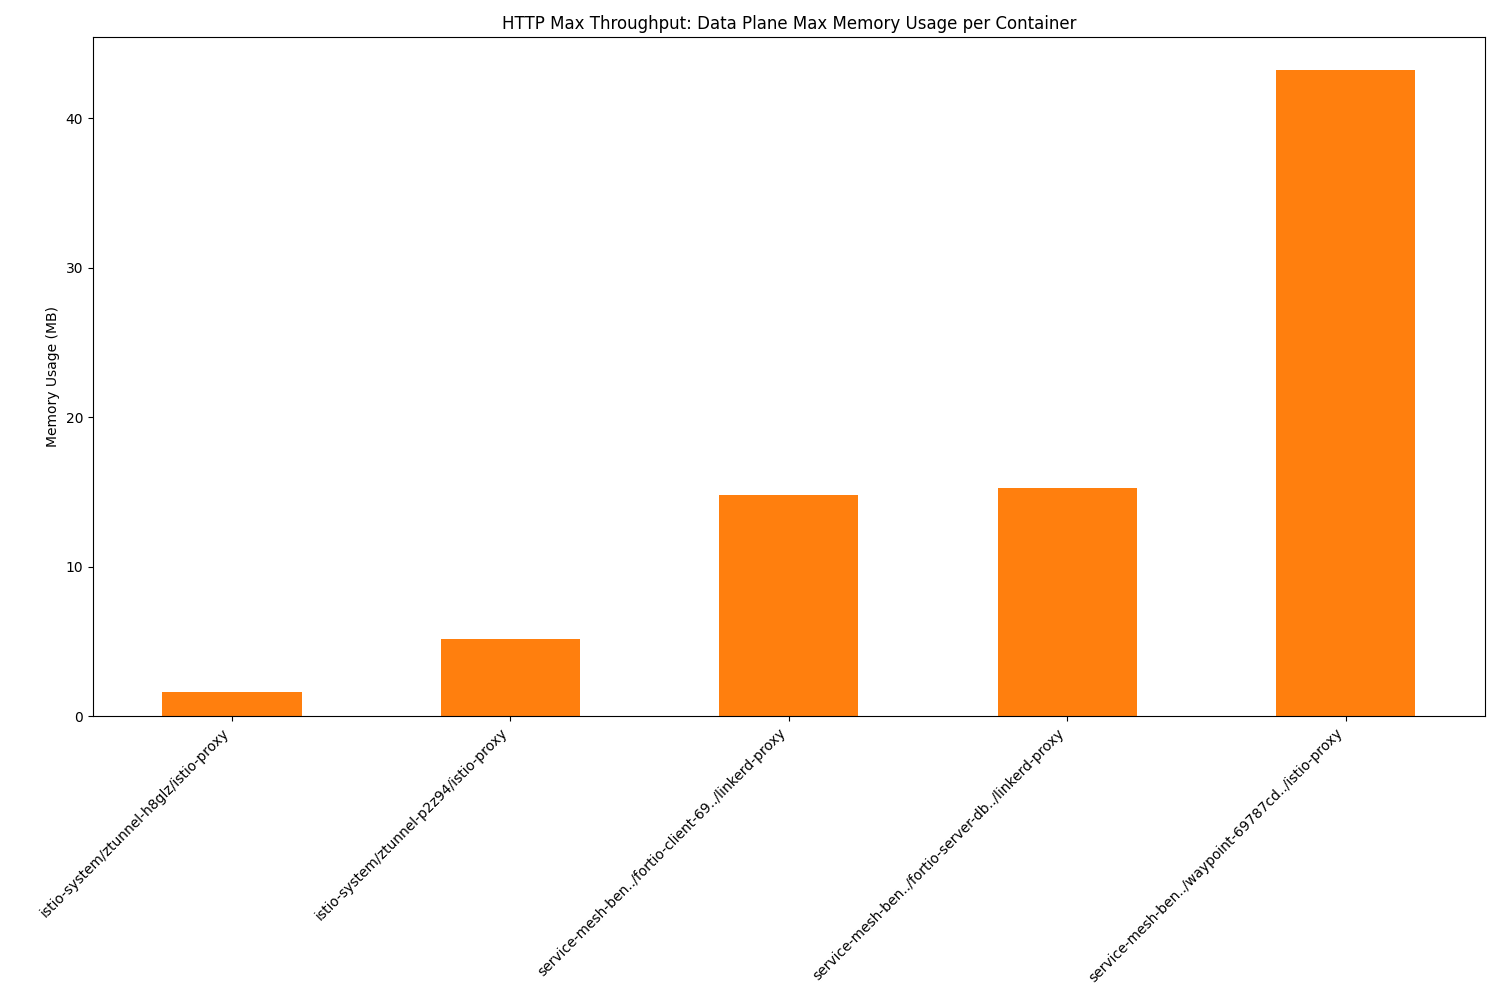 HTTP Max Throughput: Data Plane Max Memory Usage per Container
Memory Usage (MB)
40
30
20
10
0
istio-system/ztunnel-h8glz/istio-proxy
istio-system/ztunnel-p2z94/istio-proxy
service-mesh-ben../fortio-client-69../linkerd-proxy
service-mesh-ben../fortio-server-db../linkerd-proxy
service-mesh-ben../waypoint-69787cd../istio-proxy